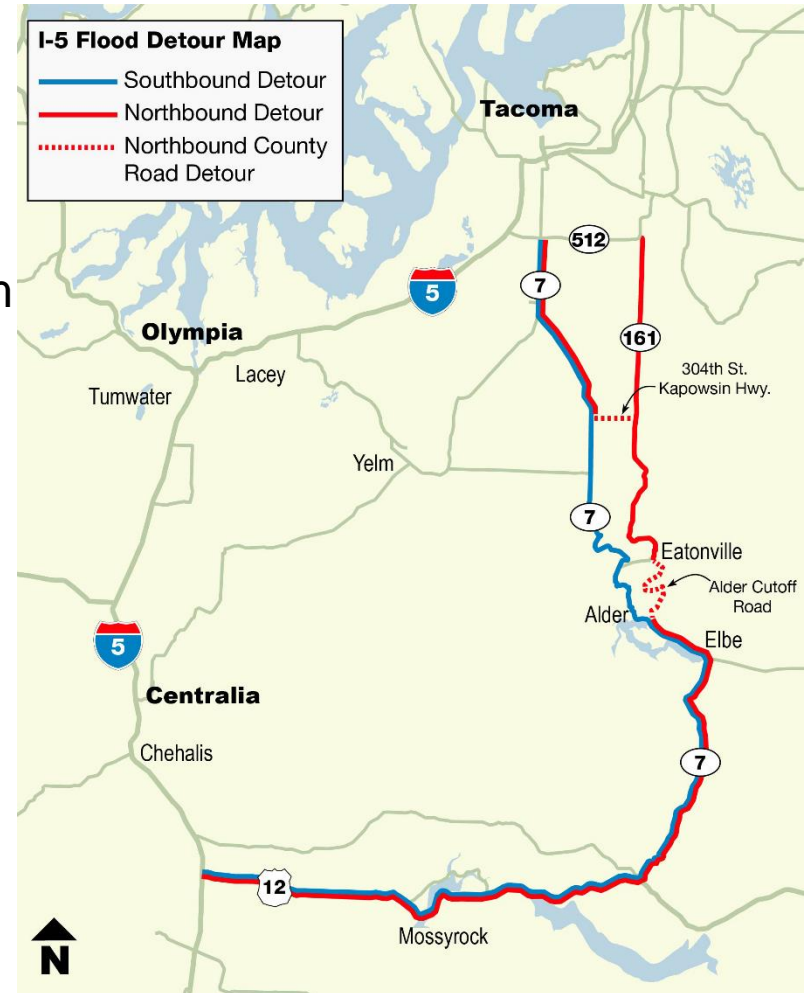 I-5 Flood Detour Map
Southbound Detour
Northbound Detour
Northbound County
Road Detour
Tacoma
n
512
7
5
Olympia
161
Lacey
304th St.
Kapowsin Hwy.
Tumwater
Yelm
7
Eatonville
Alder Cutoff
Road
Alder
Elbe
5
Centralia
Chehalis
7
12
Mossyrock
N